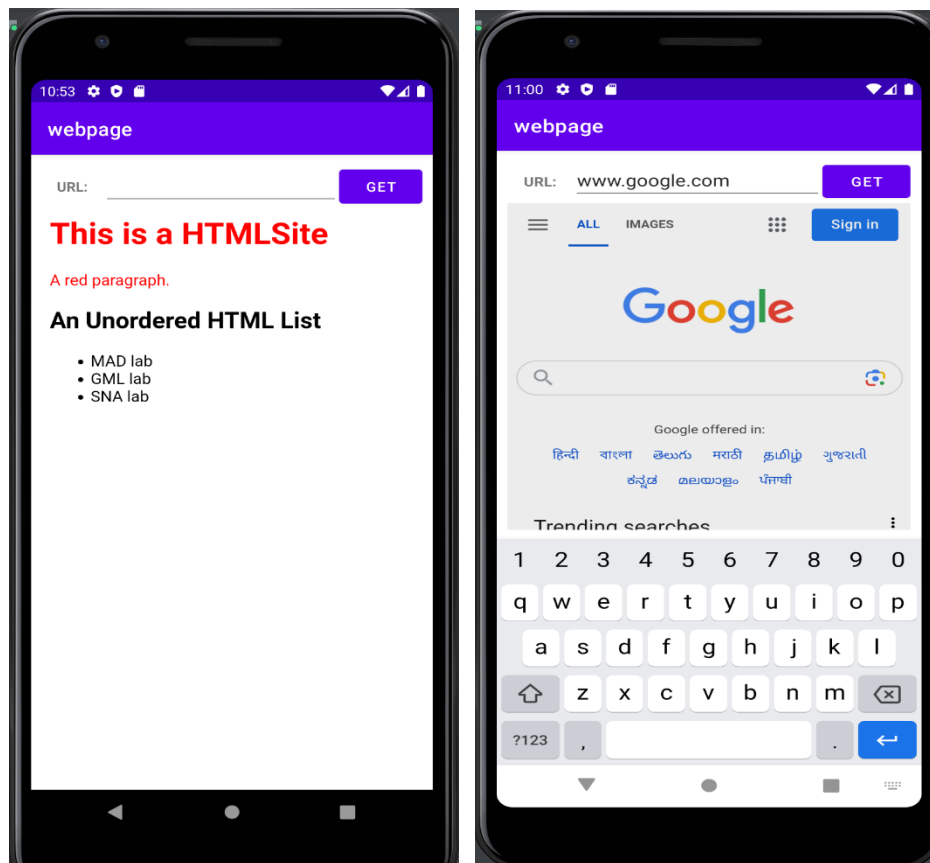 10:53
webpage
URL:
GET
This is a HTMLSite
A red paragraph.
An Unordered HTML List
• MAD lab
• GML lab
• SNA lab
11:00
webpage
URL: www.google.com GET
ALL IMAGES Sign in
Google
Google offered in:
हिन्दी বাংলা తెలుగు मराठी தமிழ் ગુજરાતી
ಕನ್ನಡ മലയാളം ਪੰਜਾਬੀ
Trending searches
1 2 3 4 5 6 7 8 9 0
q w e r t y u i o p
a s d f g h j k l
z x c v b n m
?123 , .